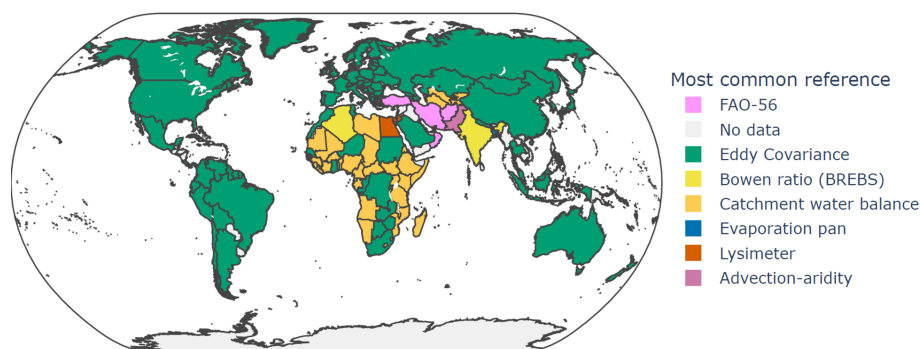 Most common reference
FAO-56
No data
Eddy Covariance
Bowen ratio (BREBS)
Catchment water balance
Evaporation pan
Lysimeter
Advection-aridity